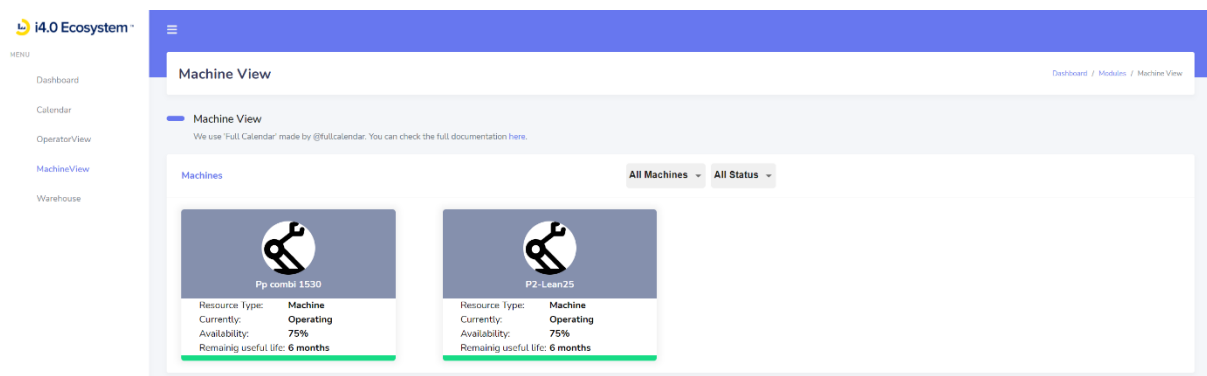 i4.0 Ecosystem™
MENU
Dashboard
Calendar
OperatorView
MachineView
Warehouse
Machine View
Dashboard / Modules / Machine View
Machine View
We use 'Full Calendar' made by @fullcalendar. You can check the full documentation here.
Machines
All Machines
All Status
Pp combi 1530
Resource Type: Machine
Currently: Operating
Availability: 75%
Remainig useful life: 6 months
P2-Lean25
Resource Type: Machine
Currently: Operating
Availability: 75%
Remainig useful life: 6 months